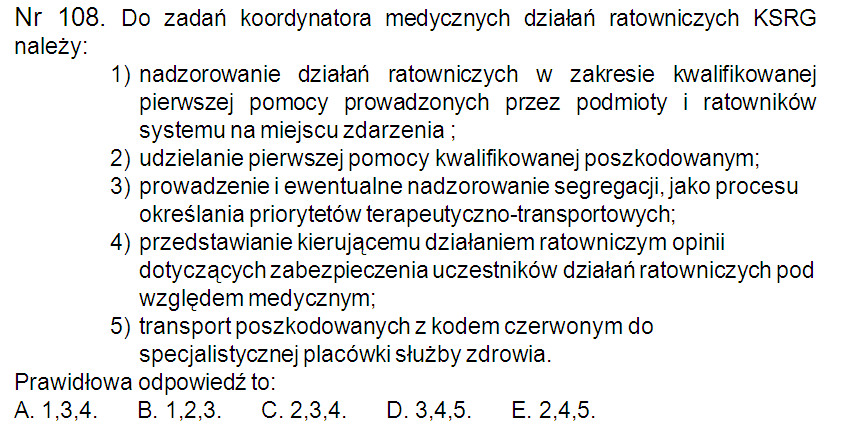 Nr 108. Do zadań koordynatora medycznych działań ratowniczych KSRG
należy:
1) nadzorowanie działań ratowniczych w zakresie kwalifikowanej
pierwszej pomocy prowadzonych przez podmioty i ratowników
systemu na miejscu zdarzenia ;
2) udzielanie pierwszej pomocy kwalifikowanej poszkodowanym;
3) prowadzenie i ewentualne nadzorowanie segregacji, jako procesu
określania priorytetów terapeutyczno-transportowych;
4) przedstawianie kierującemu działaniem ratowniczym opinii
dotyczących zabezpieczenia uczestników działań ratowniczych pod
względem medycznym;
5) transport poszkodowanych z kodem czerwonym do
specjalistycznej placówki służby zdrowia.
Prawidłowa odpowiedź to:
A. 1,3,4. B. 1,2,3. C. 2,3,4. D. 3,4,5. E. 2,4,5.